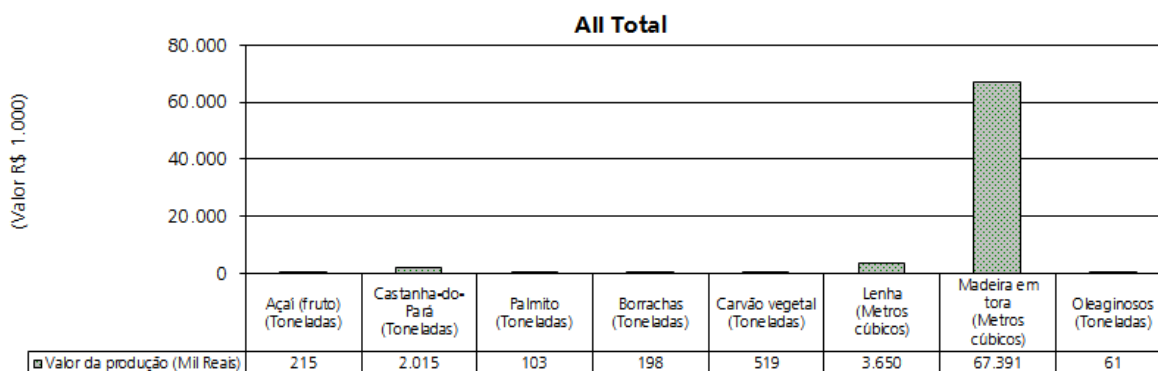 AII Total
(Valor R$ 1.000)
80.000
60.000
40.000
20.000
0
Açaí (fruto)
(Toneladas)
Castanha-do-
Pará
(Toneladas)
Palmito
(Toneladas)
Borrachas
(Toneladas)
Carvão vegetal
(Toneladas)
Lenha
(Metros
cúbicos)
Madeira em
tora
(Metros
cúbicos)
Oleaginosos
(Toneladas)
Valor da produção (Mil Reais) 215 2.015 103 198 519 3.650 67.391 61